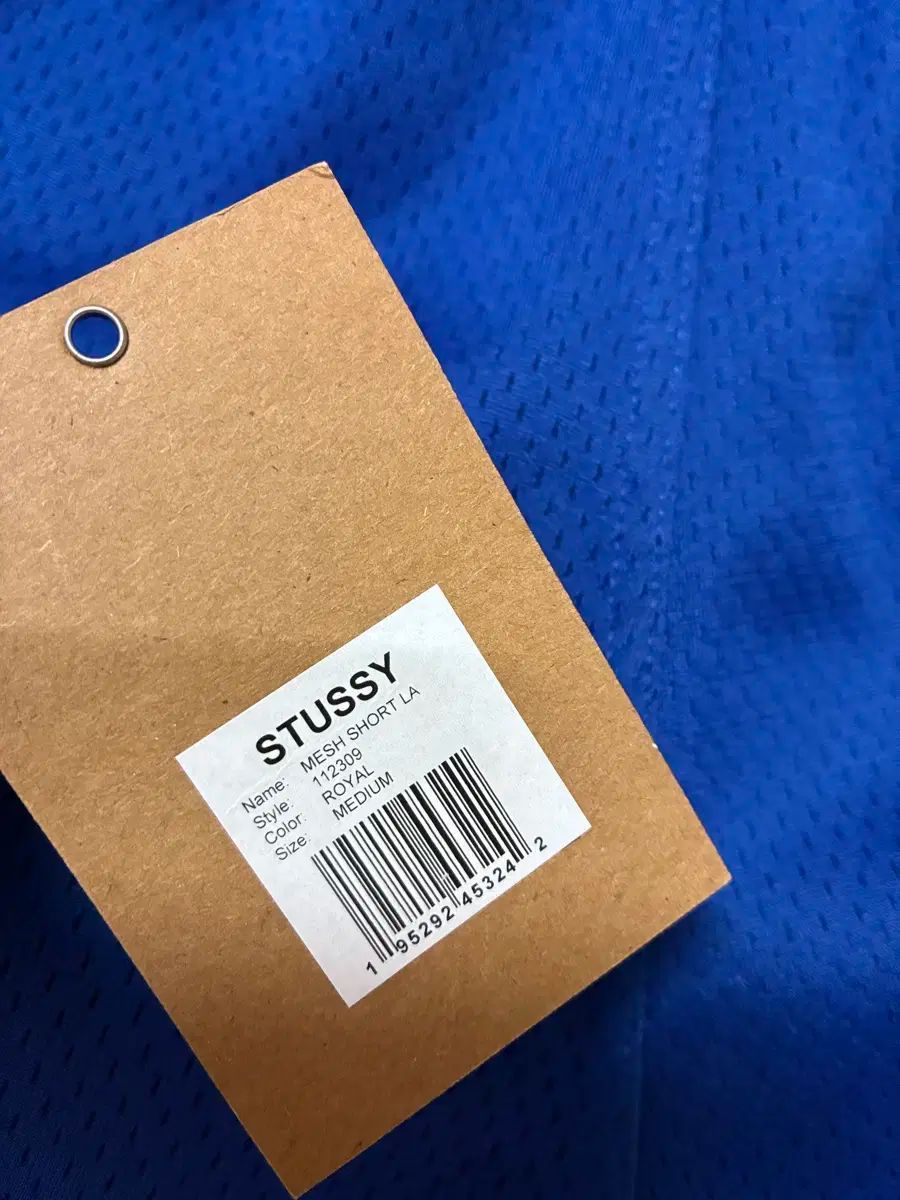 STUSSY
Name: MESH SHORT LA
Style: 112309
Color: ROYAL
Size: MEDIUM
1 95292 45324 2